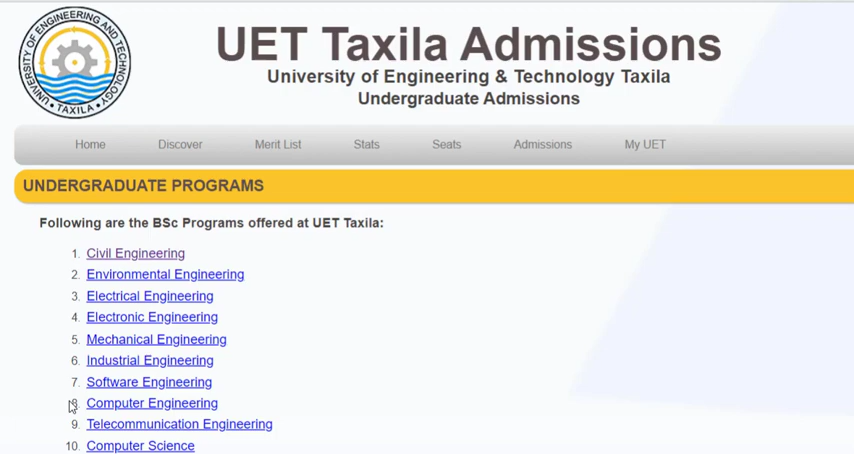 UNIVERSITY OF ENGINEERING AND TECHNOLOGY
TAXILA
UET Taxila Admissions
University of Engineering & Technology Taxila
Undergraduate Admissions
Home Discover Merit List Stats Seats Admissions My UET
UNDERGRADUATE PROGRAMS
Following are the BSc Programs offered at UET Taxila:
1. Civil Engineering
2. Environmental Engineering
3. Electrical Engineering
4. Electronic Engineering
5. Mechanical Engineering
6. Industrial Engineering
7. Software Engineering
8. Computer Engineering
9. Telecommunication Engineering
10. Computer Science